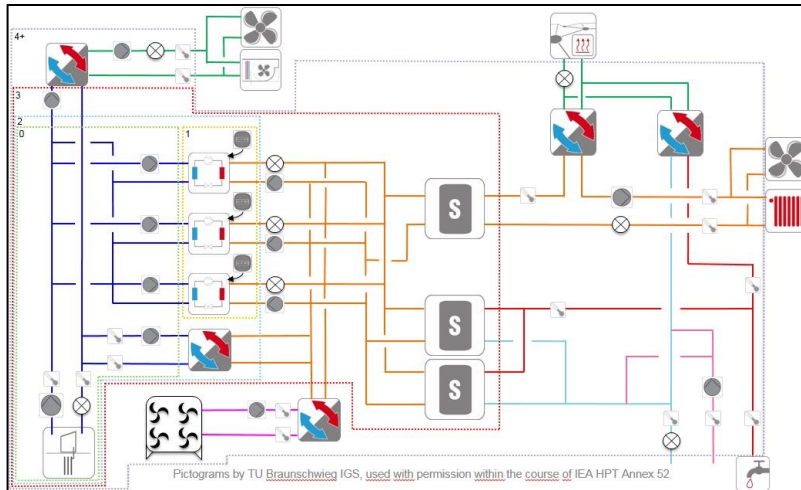 4+
3
2
0
1
S
S
S
Pictograms by TU Braunschwieg IGS, used with permission within the course of IEA HPT Annex 52